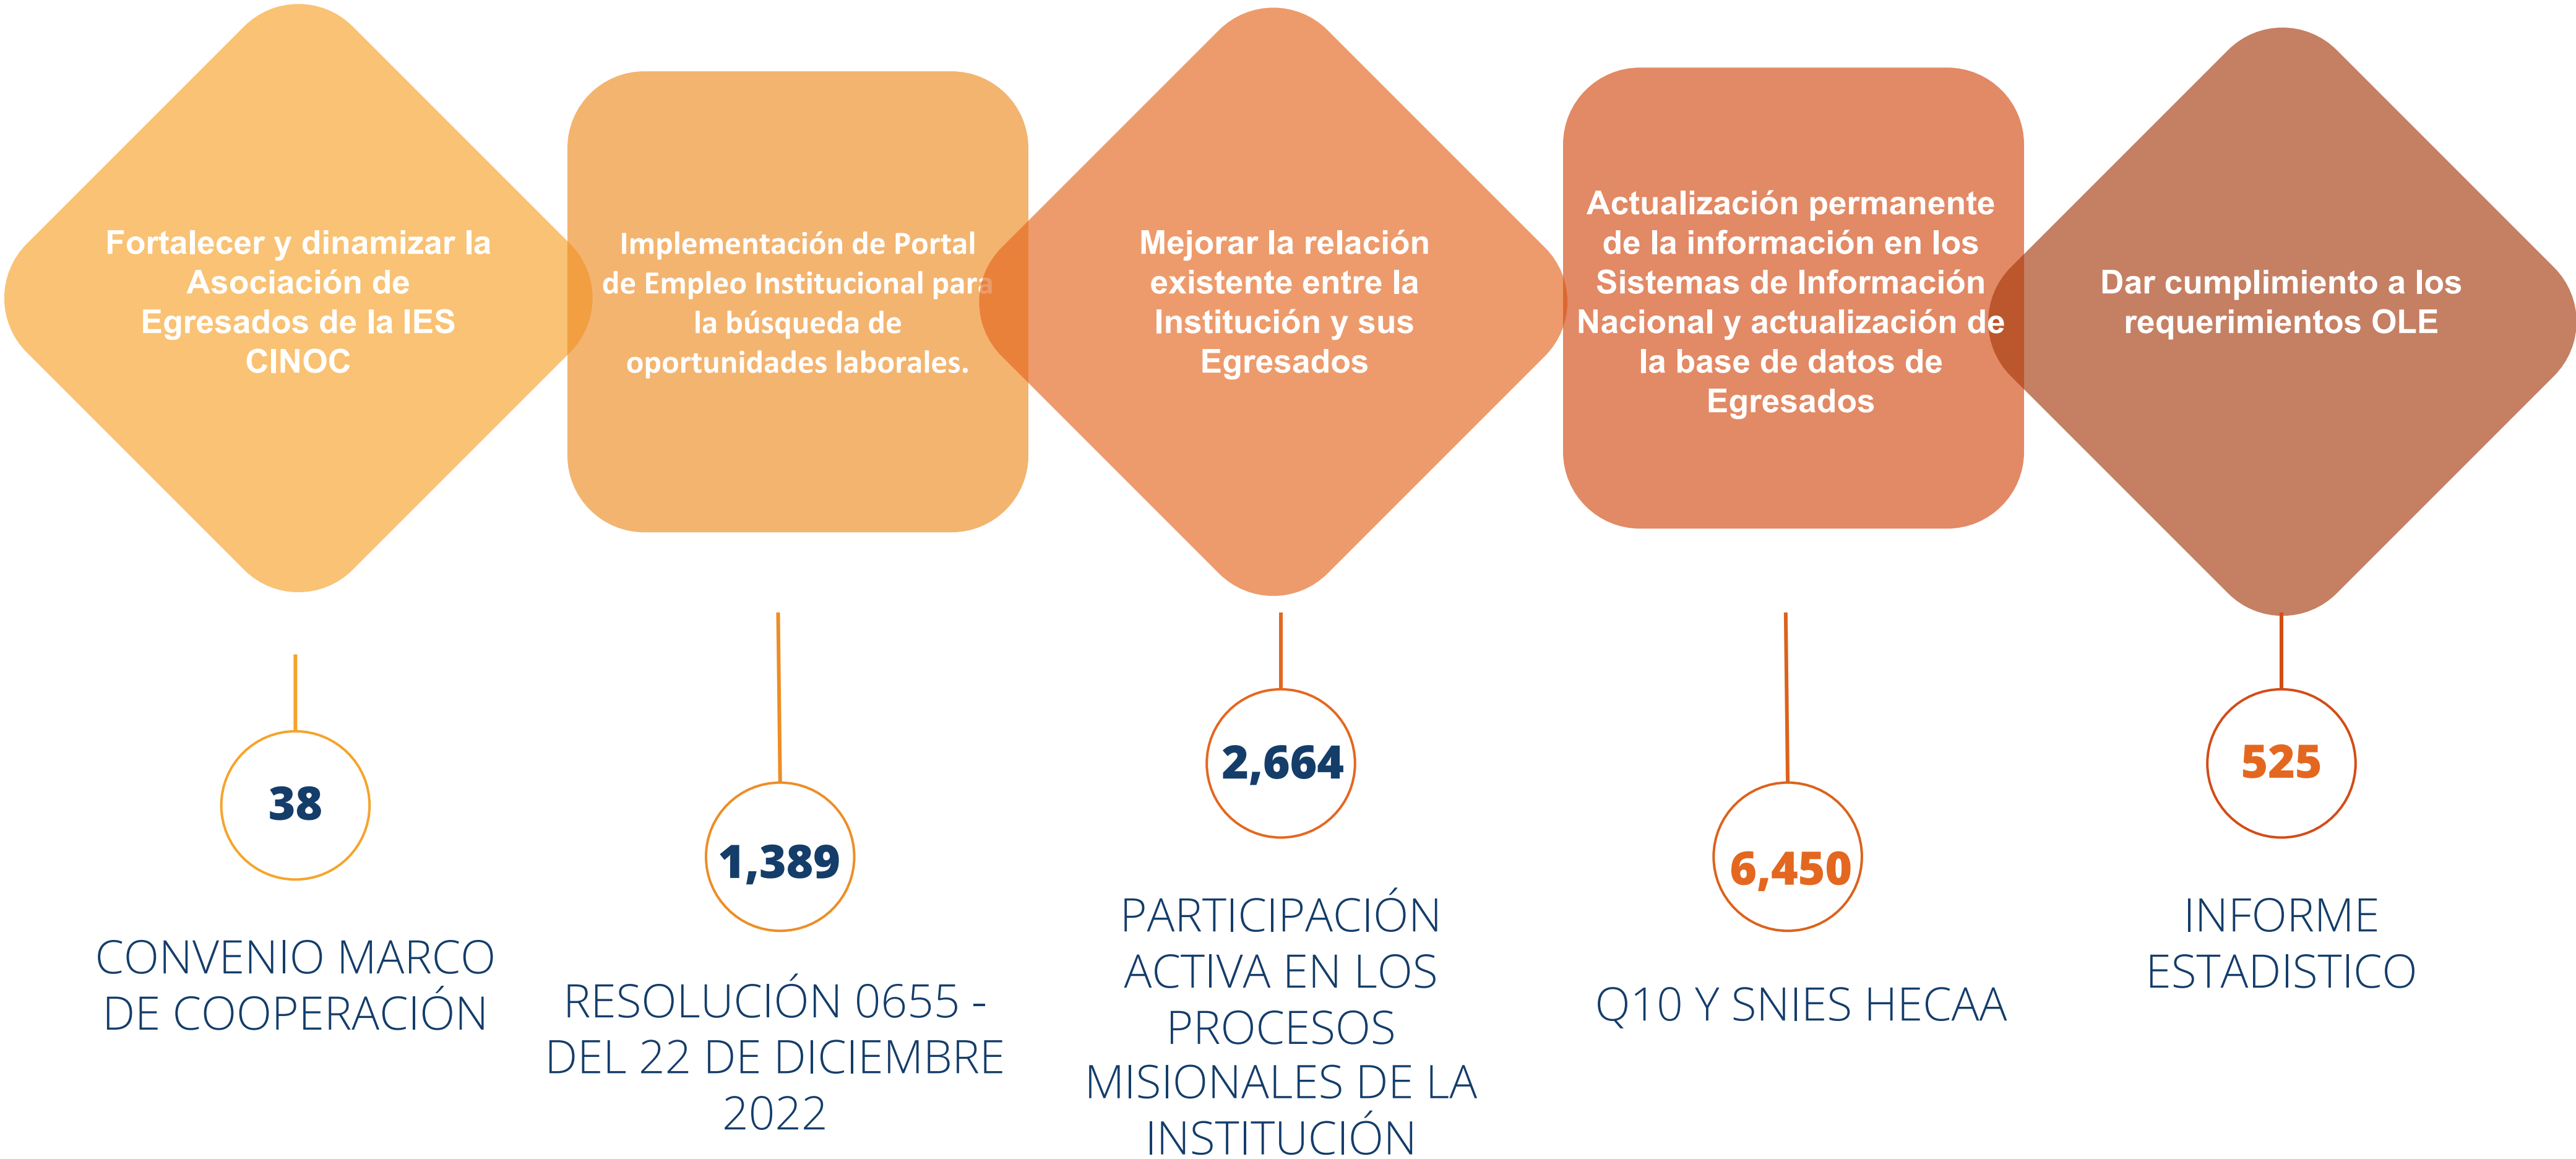 Fortalecer y dinamizar la
Asociación de
Egresados de la IES
CINOC
38
CONVENIO MARCO
DE COOPERACIÓN
Implementación de Portal
de Empleo Institucional para
la búsqueda de
oportunidades laborales.
1,389
RESOLUCIÓN 0655 -
DEL 22 DE DICIEMBRE
2022
Mejorar la relación
existente entre la
Institución y sus
Egresados
2,664
PARTICIPACIÓN
ACTIVA EN LOS
PROCESOS
MISIONALES DE LA
INSTITUCIÓN
Actualización permanente
de la información en los
Sistemas de Información
Nacional y actualización de
la base de datos de
Egresados
6,450
Q10 Y SNIES HECAA
Dar cumplimiento a los
requerimientos OLE
525
INFORME
ESTADISTICO